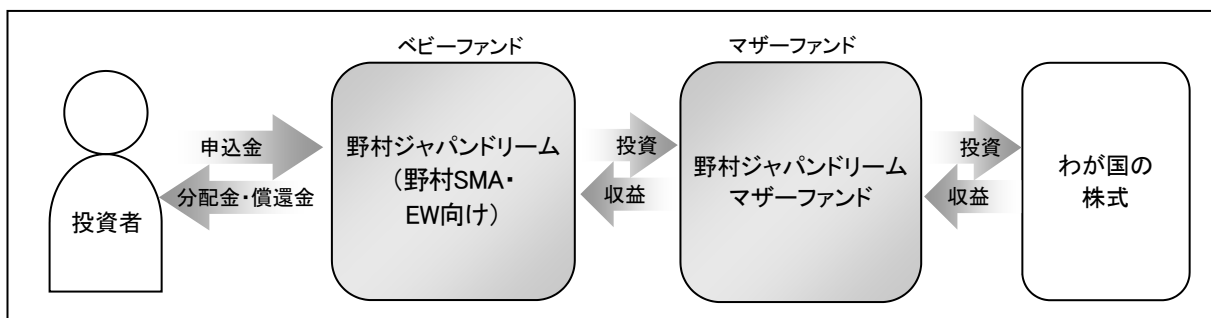 ベビーファンド
マザーファンド
申込金
分配金・償還金
投資者
野村ジャパンドリーム
(野村SMA・
EW向け)
投資
収益
野村ジャパンドリーム
マザーファンド
投資
収益
わが国の
株式